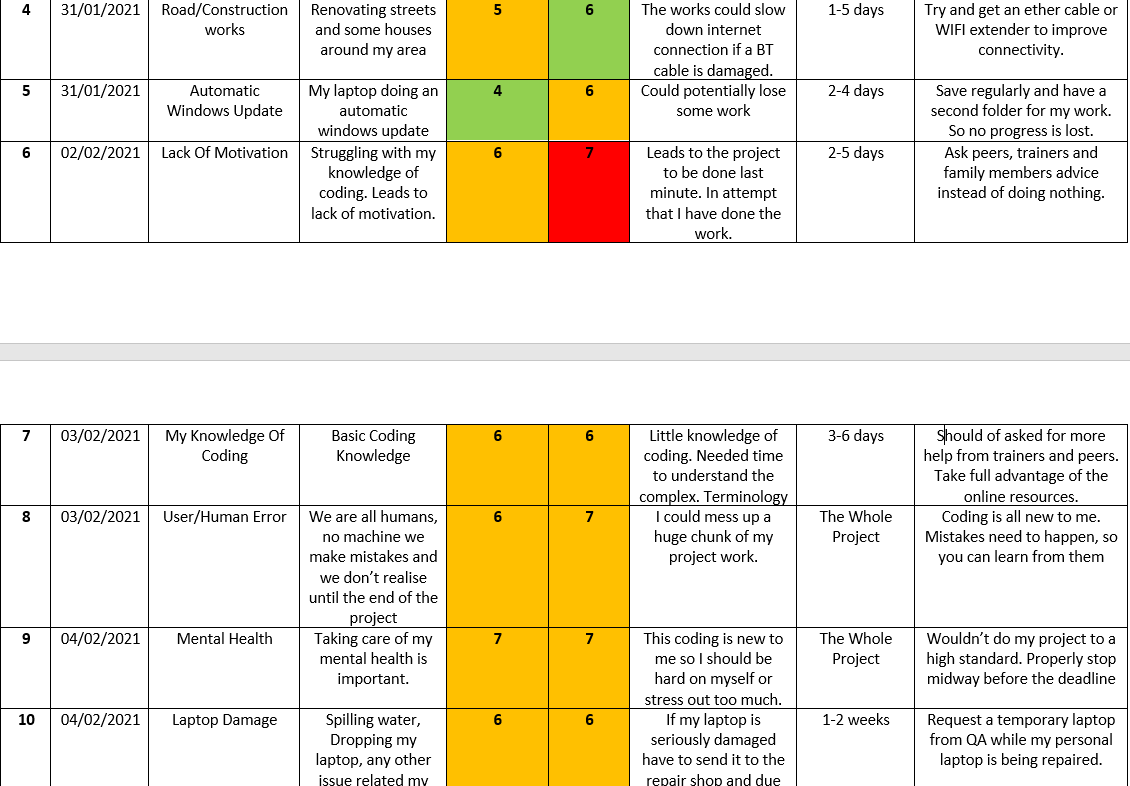 4 31/01/2021 Road/Construction works Renovating streets and some houses around my area 5 6 The works could slow down internet connection if a BT cable is damaged. 1-5 days Try and get an ether cable or WIFI extender to improve connectivity.
5 31/01/2021 Automatic Windows Update My laptop doing an automatic windows update 4 6 Could potentially lose some work 2-4 days Save regularly and have a second folder for my work. So no progress is lost.
6 02/02/2021 Lack Of Motivation Struggling with my knowledge of coding. Leads to lack of motivation. 6 7 Leads to the project to be done last minute. In attempt that I have done the work. 2-5 days Ask peers, trainers and family members advice instead of doing nothing.
7 03/02/2021 My Knowledge Of Coding Basic Coding Knowledge 6 6 Little knowledge of coding. Needed time to understand the complex. Terminology 3-6 days Should of asked for more help from trainers and peers. Take full advantage of the online resources.
8 03/02/2021 User/Human Error We are all humans, no machine we make mistakes and we don't realise until the end of the project 6 7 I could mess up a huge chunk of my project work. The Whole Project Coding is all new to me. Mistakes need to happen, so you can learn from them
9 04/02/2021 Mental Health Taking care of my mental health is important. 7 7 This coding is new to me so I should be hard on myself or stress out too much. The Whole Project Wouldn't do my project to a high standard. Properly stop midway before the deadline
10 04/02/2021 Laptop Damage Spilling water, Dropping my laptop, any other issue related my 6 6 If my laptop is seriously damaged have to send it to the repair shop and due 1-2 weeks Request a temporary laptop from QA while my personal laptop is being repaired.